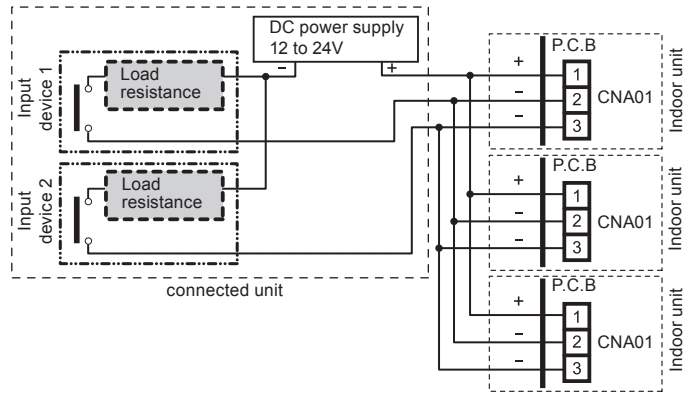 DC power supply
12 to 24V
−
+
Input
device 1
Load
resistance
Input
device 2
Load
resistance
connected unit
P.C.B
+
−
−
1
2
3
CNA01
Indoor unit
P.C.B
+
−
−
1
2
3
CNA01
Indoor unit
P.C.B
+
−
−
1
2
3
CNA01
Indoor unit